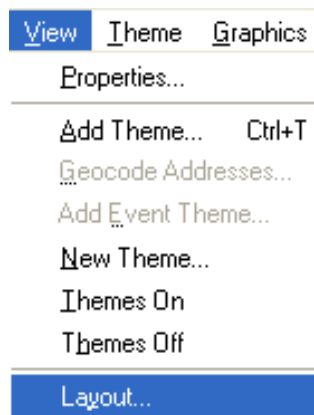 View Theme Graphics
Properties...
Add Theme... Ctrl+T
Geocode Addresses...
Add Event Theme...
New Theme...
Themes On
Themes Off
Layout...